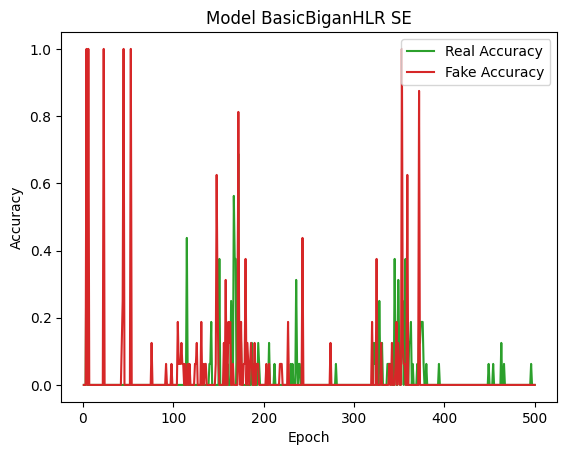 Model BasicBiganHLR SE
Real Accuracy
Fake Accuracy
1.0
0.8
0.6
0.4
0.2
0.0
Accuracy
0 100 200 300 400 500
Epoch